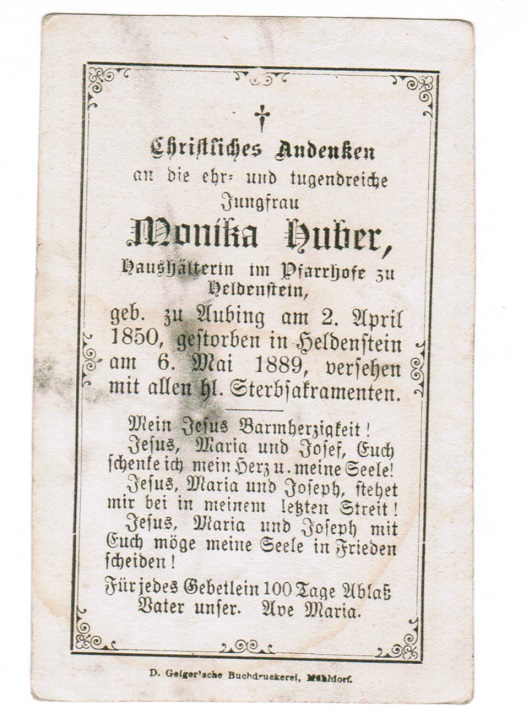 Christliches Andenken
an die ehr- und tugendreiche
Jungfrau
Monika Huber,
Haushälterin im Pfarrhofe zu
Heldenstein,
geb. zu Aubing am 2. April
1850, gestorben in Heldenstein
am 6. Mai 1889, versehen
mit allen hl. Sterbsakramenten.
Mein Jesus Barmherzigkeit!
Jesus, Maria und Josef, Euch
schenke ich mein Herz u. meine Seele!
Jesus, Maria und Joseph, stehet
mir bei in meinem letzten Streit!
Jesus, Maria und Joseph mit
Euch möge meine Seele in Frieden
scheiden!
Für jedes Gebetlein 100 Tage Ablaß
Vater unser. Ave Maria.
D. Geiger'sche Buchdruckerei, Mühldorf.